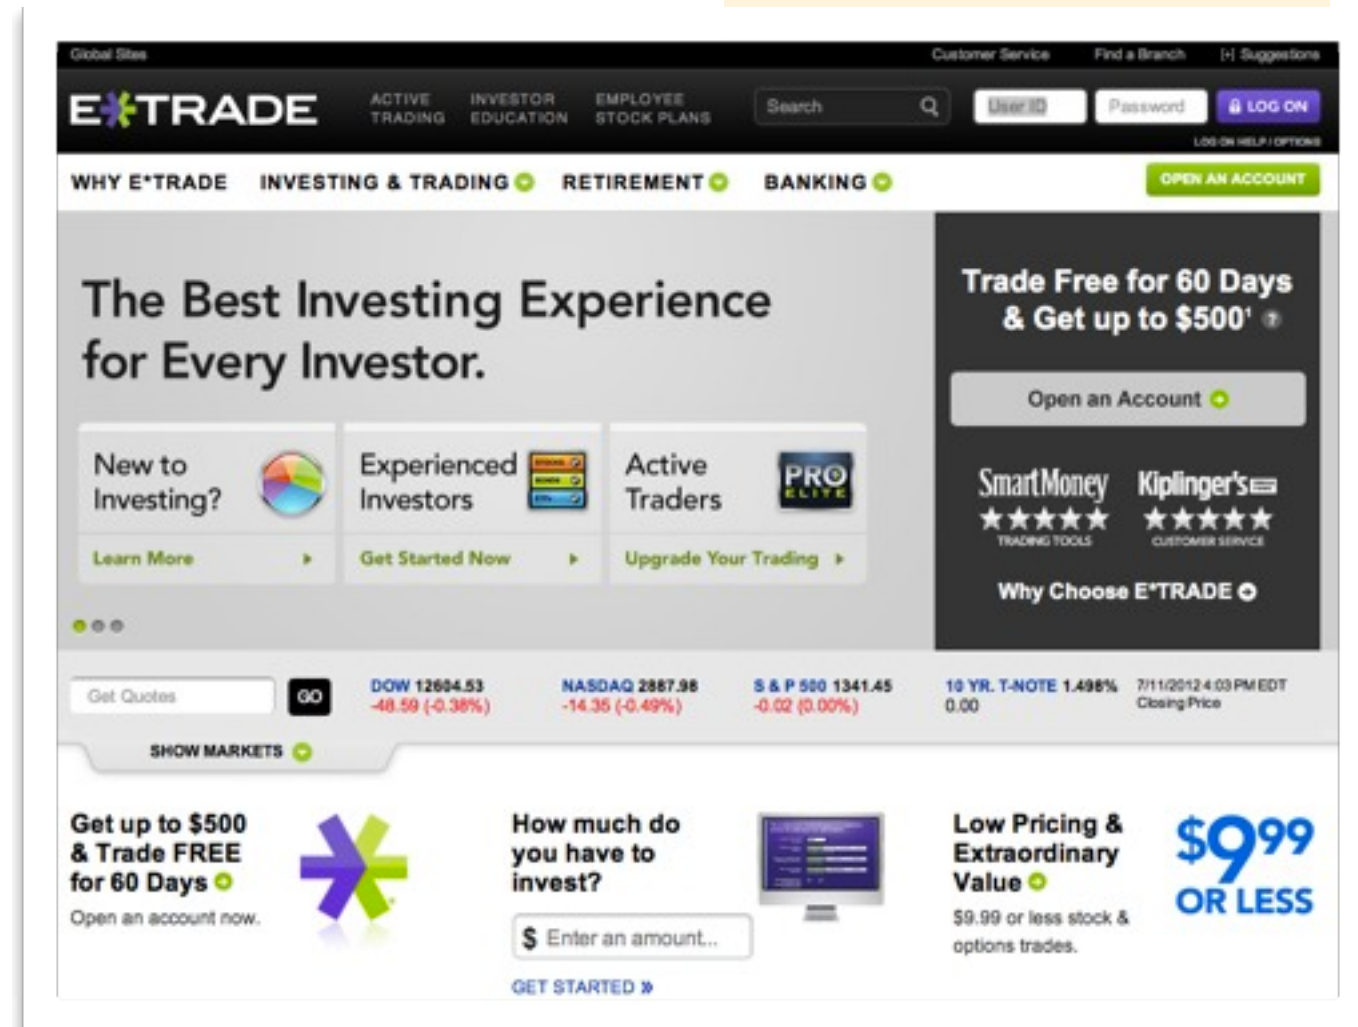 Global Sites
Customer Service Find a Branch [+] Suggestions
E*TRADE
ACTIVE TRADING
INVESTOR EDUCATION
EMPLOYEE STOCK PLANS
Search
User ID
Password
LOG ON
LOG ON HELP / OPTIONS
WHY E*TRADE INVESTING & TRADING RETIREMENT BANKING
OPEN AN ACCOUNT
The Best Investing Experience
for Every Investor.
New to
Investing?
Learn More
Experienced
Investors
STOCKS
BONDS
ETFs
Get Started Now
Active
Traders
PRO
ELITE
Upgrade Your Trading
Trade Free for 60 Days
& Get up to $500¹ ?
Open an Account
SmartMoney
TRADING TOOLS
Kiplinger's
CUSTOMER SERVICE
Why Choose E*TRADE
Get Quotes
GO
DOW 12604.53
-48.59 (-0.38%)
NASDAQ 2887.98
-14.35 (-0.49%)
S & P 500 1341.45
-0.02 (0.00%)
10 YR. T-NOTE 1.498%
0.00
7/11/2012 4:03 PM EDT
Closing Price
SHOW MARKETS
Get up to $500
& Trade FREE
for 60 Days
Open an account now.
How much do
you have to
invest?
$ Enter an amount...
GET STARTED »
Low Pricing &
Extraordinary
Value
$9.99 or less stock &
options trades.
$9.99
OR LESS